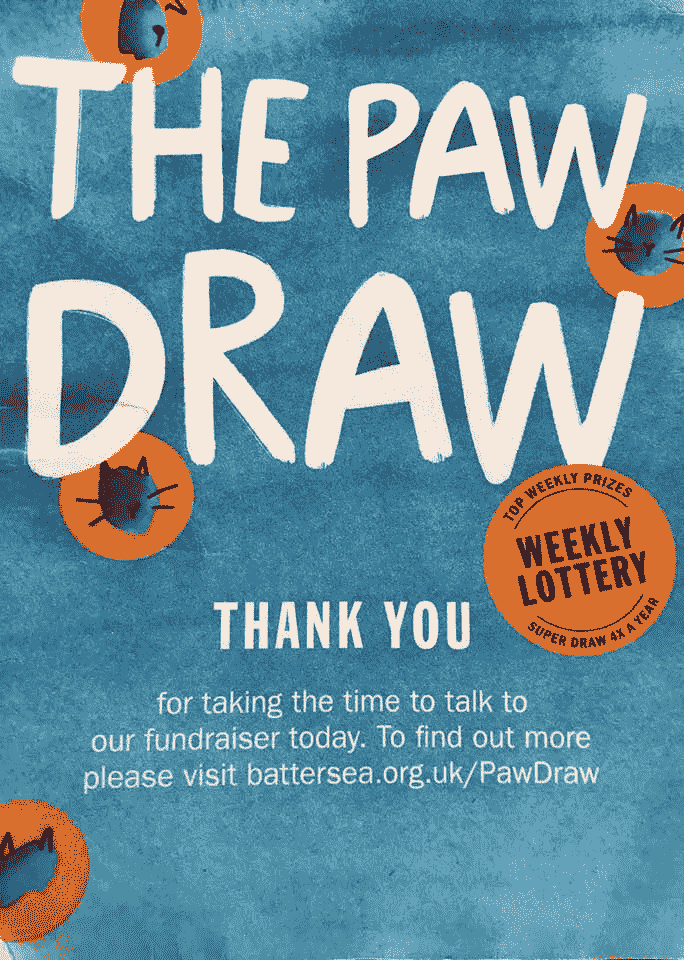 THE PAW
DRAW
TOP WEEKLY PRIZES
WEEKLY
LOTTERY
SUPER DRAW 4X A YEAR
THANK YOU
for taking the time to talk to
our fundraiser today. To find out more
please visit battersea.org.uk/PawDraw